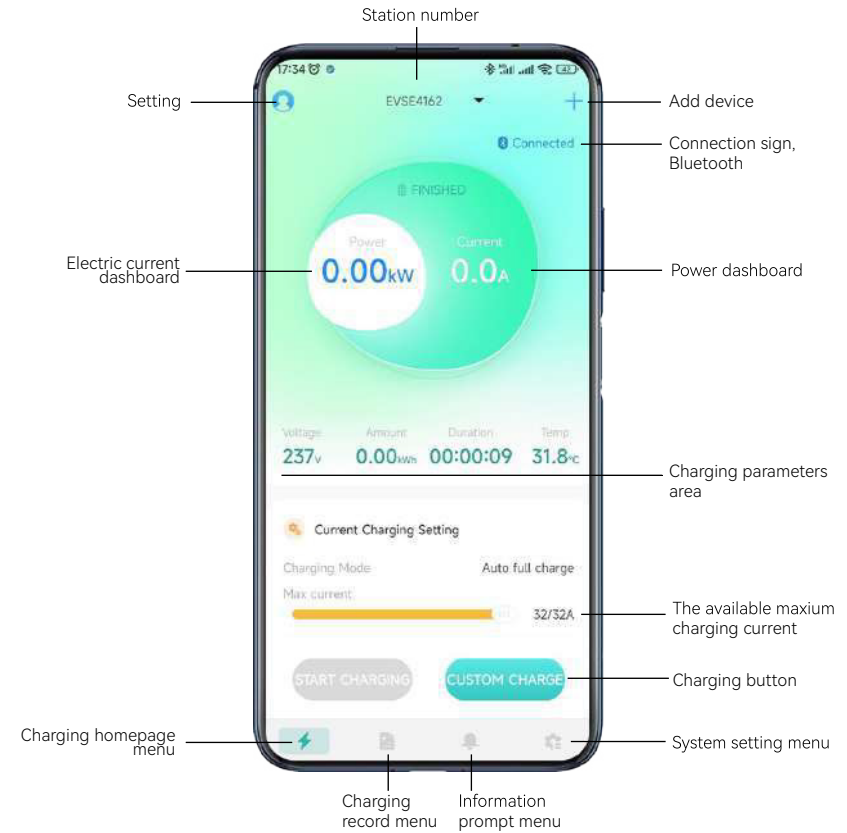 Station number
17:34
42
Setting
EVSE4162
Add device
Connected
Connection sign,
Bluetooth
FINISHED
Electric current
dashboard
Power
0.00kW
Current
0.0A
Power dashboard
Voltage
Amount
Duration
Temp
237v
0.00kWh
00:00:09
31.8°C
Charging parameters
area
Current Charging Setting
Charging Mode
Auto full charge
Max current
32/32A
The available maxium
charging current
START CHARGING
CUSTOM CHARGE
Charging button
Charging homepage
menu
System setting menu
Charging
record menu
Information
prompt menu